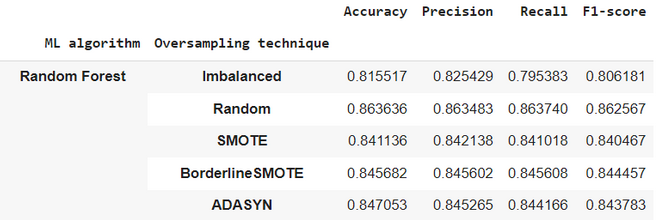 Accuracy Precision Recall F1-score
ML algorithm Oversampling technique
Random Forest Imbalanced 0.815517 0.825429 0.795383 0.806181
Random 0.863636 0.863483 0.863740 0.862567
SMOTE 0.841136 0.842138 0.841018 0.840467
BorderlineSMOTE 0.845682 0.845602 0.845608 0.844457
ADASYN 0.847053 0.845265 0.844166 0.843783